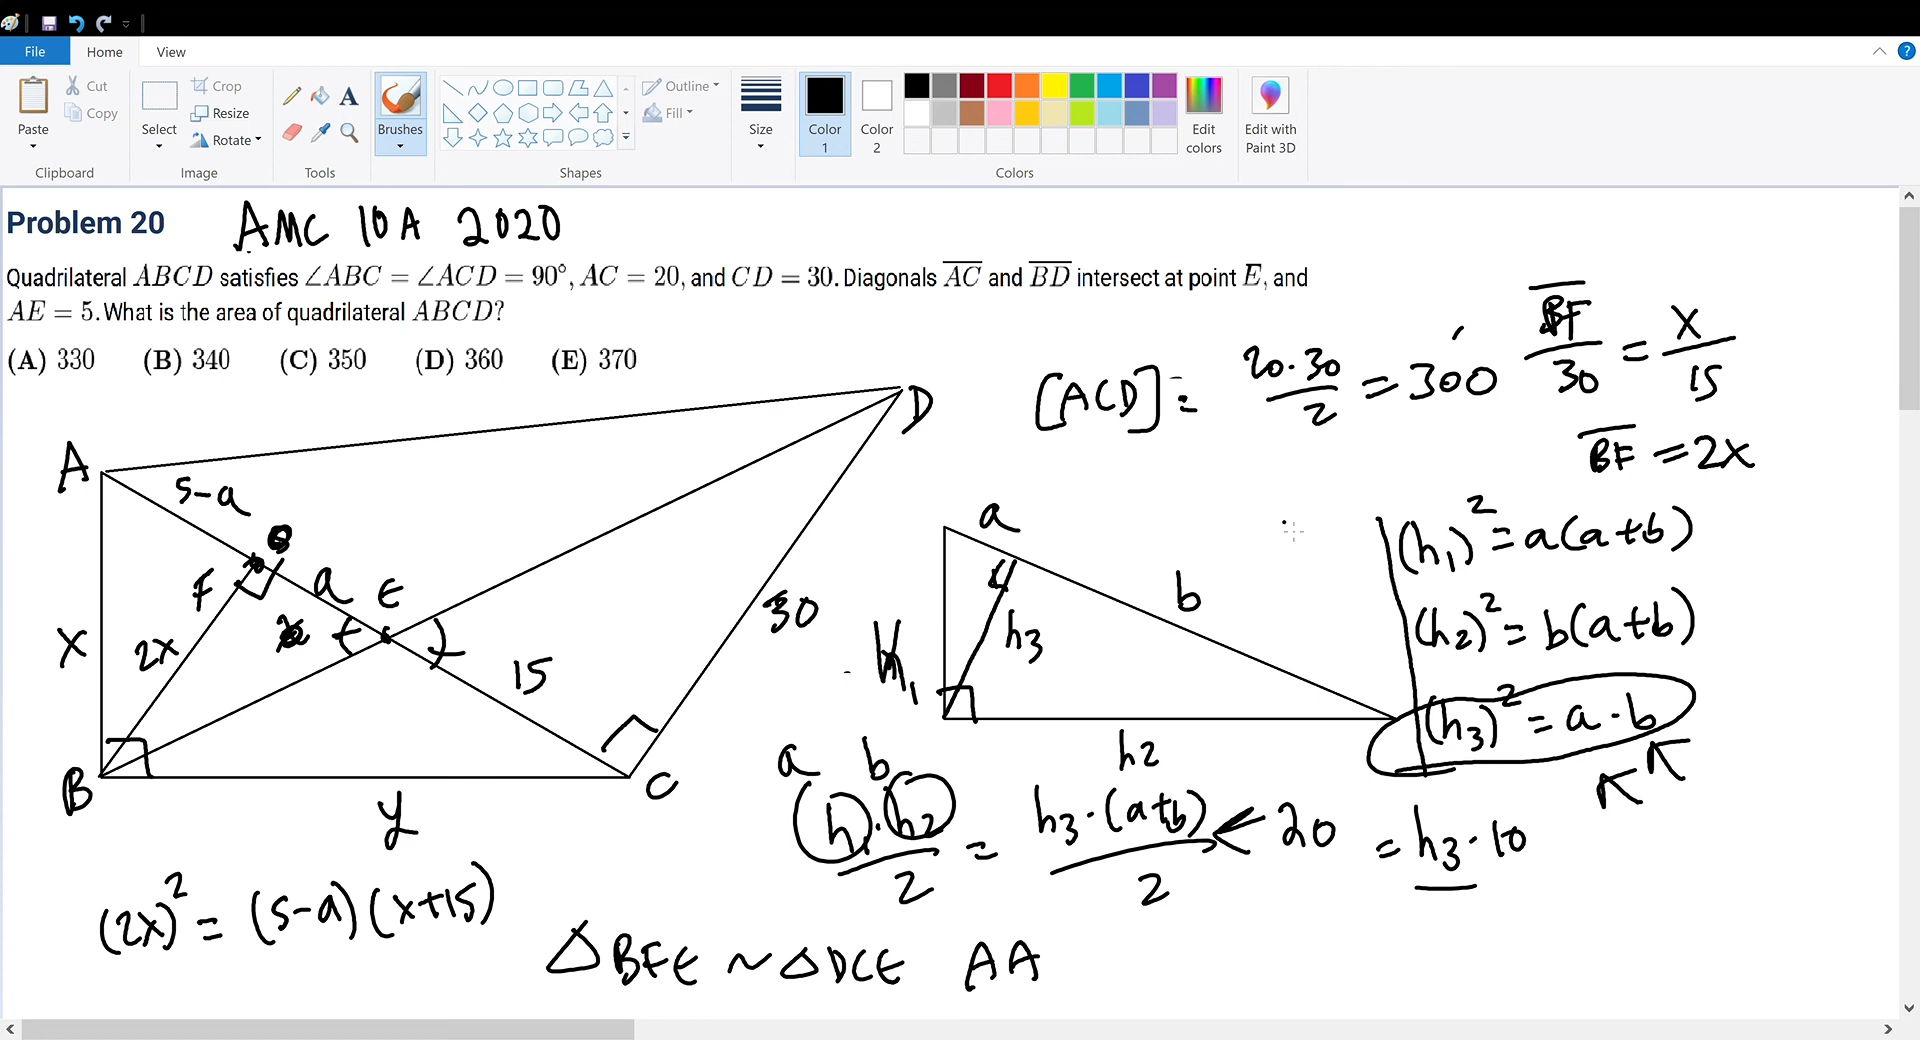 File Home View
Paste Cut Copy Clipboard
Select Crop Resize Rotate Image
Tools
Brushes
Shapes
Outline Fill
Size
Color 1 Color 2
Edit colors
Colors
Edit with Paint 3D
Problem 20 AMC 10A 2020
Quadrilateral ABCD satisfies ∠ABC = ∠ACD = 90°, AC = 20, and CD = 30. Diagonals AC and BD intersect at point E, and
AE = 5. What is the area of quadrilateral ABCD?
(A) 330 (B) 340 (C) 350 (D) 360 (E) 370
[ACD] = 20·30/2 = 300
BF/30 = x/15
BF = 2x
A D
5-a
F a E
x 2x 15 30
B C
y
a b
h3
h1
h2
(h1)² = a(a+b)
(h2)² = b(a+b)
(h3)² = a·b
a b
(h)·(h2)/2 = h3·(a+b)/2 ← 20 = h3·10
(2x)² = (5-a)(x+15)
△BFE ~ △DCE AA